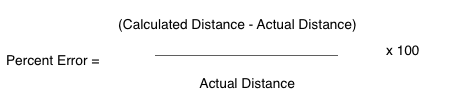 (Calculated Distance - Actual Distance)
Percent Error =
x 100
Actual Distance